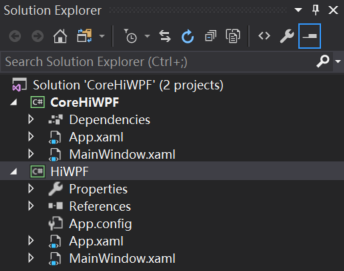 Solution Explorer
Search Solution Explorer (Ctrl+;)
Solution 'CoreHiWPF' (2 projects)
C# CoreHiWPF
Dependencies
App.xaml
MainWindow.xaml
C# HiWPF
Properties
References
App.config
App.xaml
MainWindow.xaml